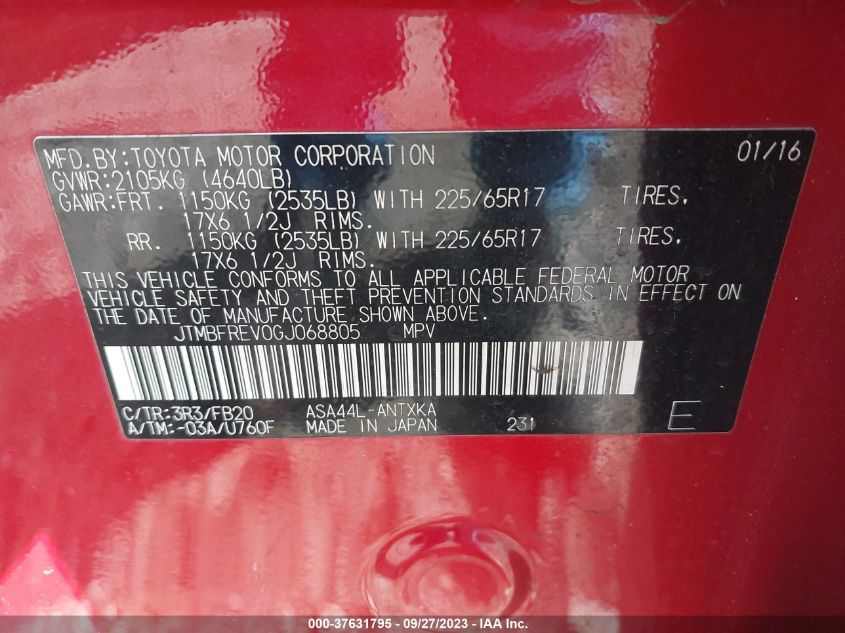 MFD.BY:TOYOTA MOTOR CORPORATION 01/16
GVWR:2105KG (4640LB)
GAWR:FRT. 1150KG (2535LB) WITH 225/65R17 TIRES.
17X6 1/2J RIMS.
RR. 1150KG (2535LB) WITH 225/65R17 TIRES.
17X6 1/2J RIMS.
THIS VEHICLE CONFORMS TO ALL APPLICABLE FEDERAL MOTOR
VEHICLE SAFETY AND THEFT PREVENTION STANDARDS IN EFFECT ON
THE DATE OF MANUFACTURE SHOWN ABOVE.
JTMBFREV0GJ068805 MPV
C/TR:3R3/FB20 ASA44L-ANTXKA
A/TM:-03A/U760F MADE IN JAPAN 231 E
000-37631795 - 09/27/2023 - IAA Inc.